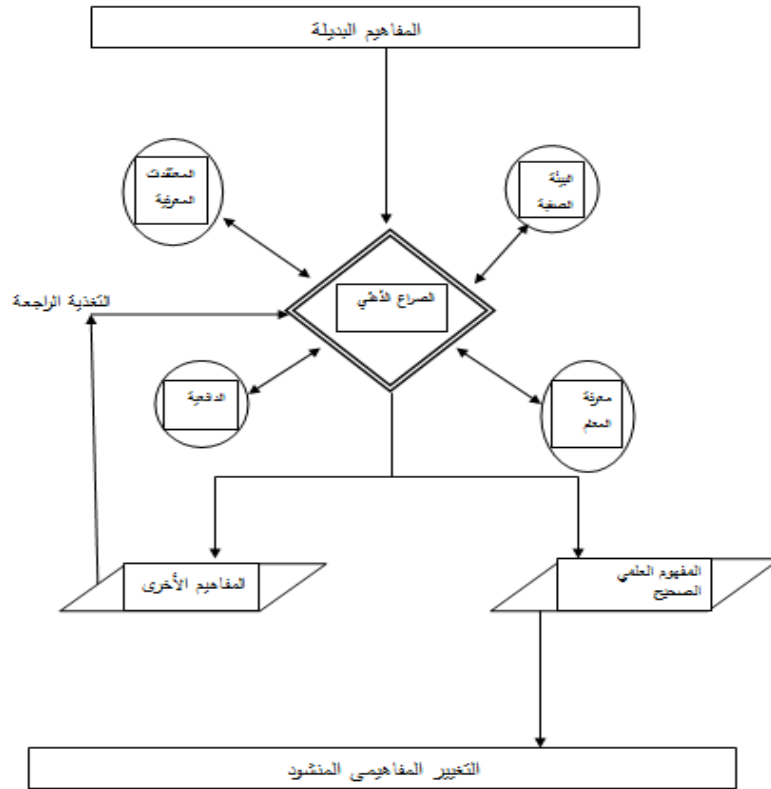 المفاهيم البديلة
المعتقدات
المعرفية
البيئة
الصفية
الصراع الذهني
التغذية الراجعة
الدافعية
معرفة
المعلم
المفاهيم الأخرى
المفهوم العلمي
الصحيح
التغيير المفاهيمى المنشود